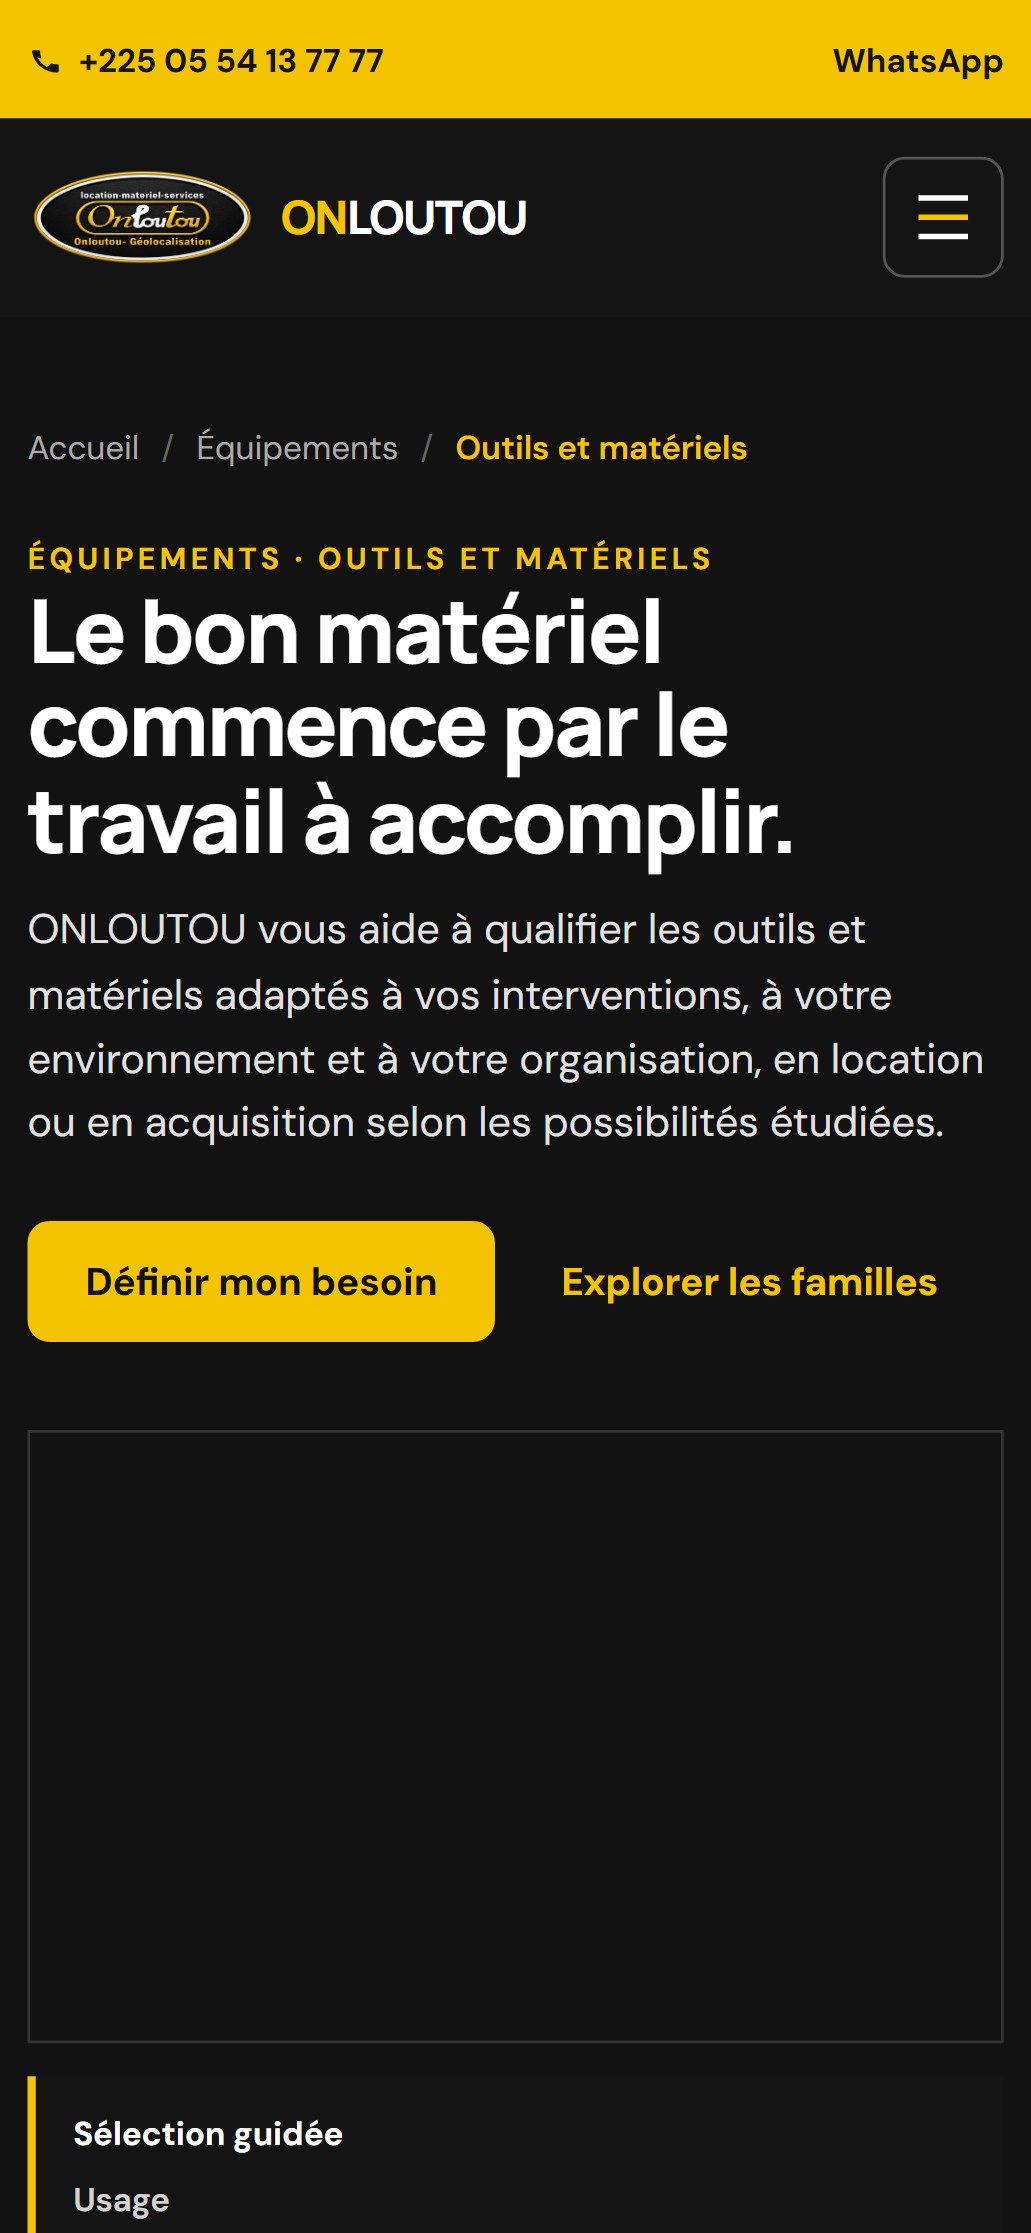 +225 05 54 13 77 77
WhatsApp
location-materiel-services
Onloutou
Onloutou- Géolocalisation
ONLOUTOU
Accueil / Équipements / Outils et matériels
ÉQUIPEMENTS · OUTILS ET MATÉRIELS
Le bon matériel
commence par le
travail à accomplir.
ONLOUTOU vous aide à qualifier les outils et
matériels adaptés à vos interventions, à votre
environnement et à votre organisation, en location
ou en acquisition selon les possibilités étudiées.
Définir mon besoin
Explorer les familles
Sélection guidée
Usage